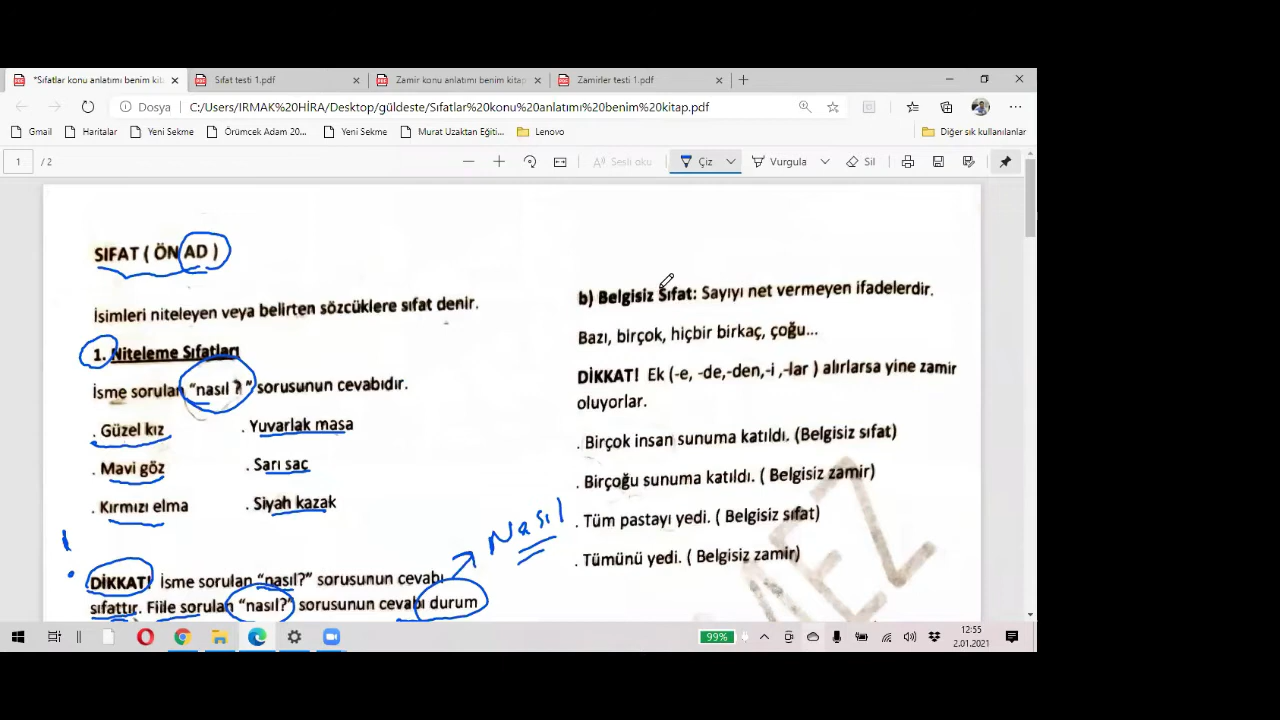 *Sıfatlar konu anlatımı benim kita
Sıfat testi 1.pdf
Zamir konu anlatımı benim kitap
Zamirler testi 1.pdf
Dosya
C:/Users/IRMAK%20HİRA/Desktop/güldeste/Sıfatlar%20konu%20anlatımı%20benim%20kitap.pdf
Gmail
Haritalar
Yeni Sekme
Örümcek Adam 20...
Yeni Sekme
Murat Uzaktan Eğiti...
Lenovo
Diğer sık kullanılanlar
1 / 2
Sesli oku
Çiz
Vurgula
Sil
SIFAT ( ÖN AD )
İsimleri niteleyen veya belirten sözcüklere sıfat denir.
1. Niteleme Sıfatları
İsme sorulan "nasıl ?" sorusunun cevabıdır.
. Güzel kız . Yuvarlak masa
. Mavi göz . Sarı saç
. Kırmızı elma . Siyah kazak
Nasıl
! DİKKAT! İsme sorulan "nasıl?" sorusunun cevabı
sıfattır. Fiile sorulan "nasıl?" sorusunun cevabı durum
b) Belgisiz Sıfat: Sayıyı net vermeyen ifadelerdir.
Bazı, birçok, hiçbir birkaç, çoğu...
DİKKAT! Ek (-e, -de,-den,-i ,-lar ) alırlarsa yine zamir
oluyorlar.
. Birçok insan sunuma katıldı. (Belgisiz sıfat)
. Birçoğu sunuma katıldı. ( Belgisiz zamir)
. Tüm pastayı yedi. ( Belgisiz sıfat)
. Tümünü yedi. ( Belgisiz zamir)
99%
12:55
2.01.2021